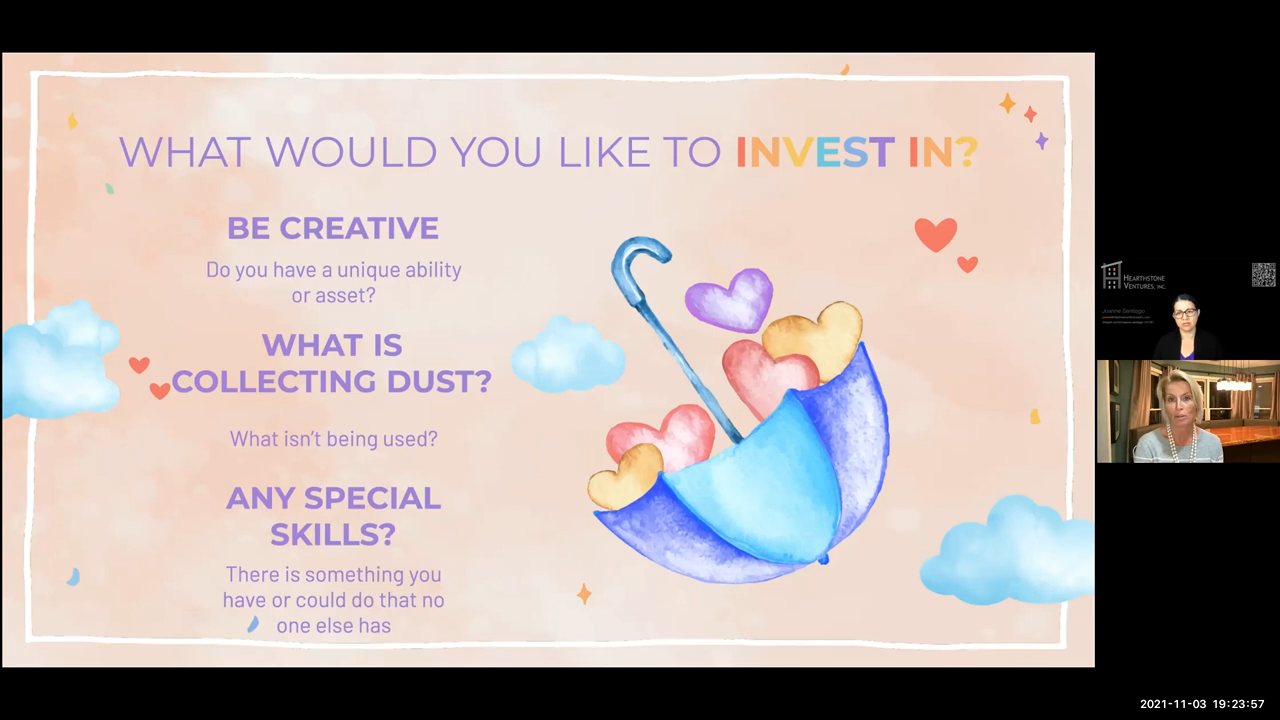 WHAT WOULD YOU LIKE TO INVEST IN?
BE CREATIVE
Do you have a unique ability
or asset?
WHAT IS
COLLECTING DUST?
What isn't being used?
ANY SPECIAL
SKILLS?
There is something you
have or could do that no
one else has
HEARTHSTONE
VENTURES, INC.
Joanne Santiago
2021-11-03 19:23:57